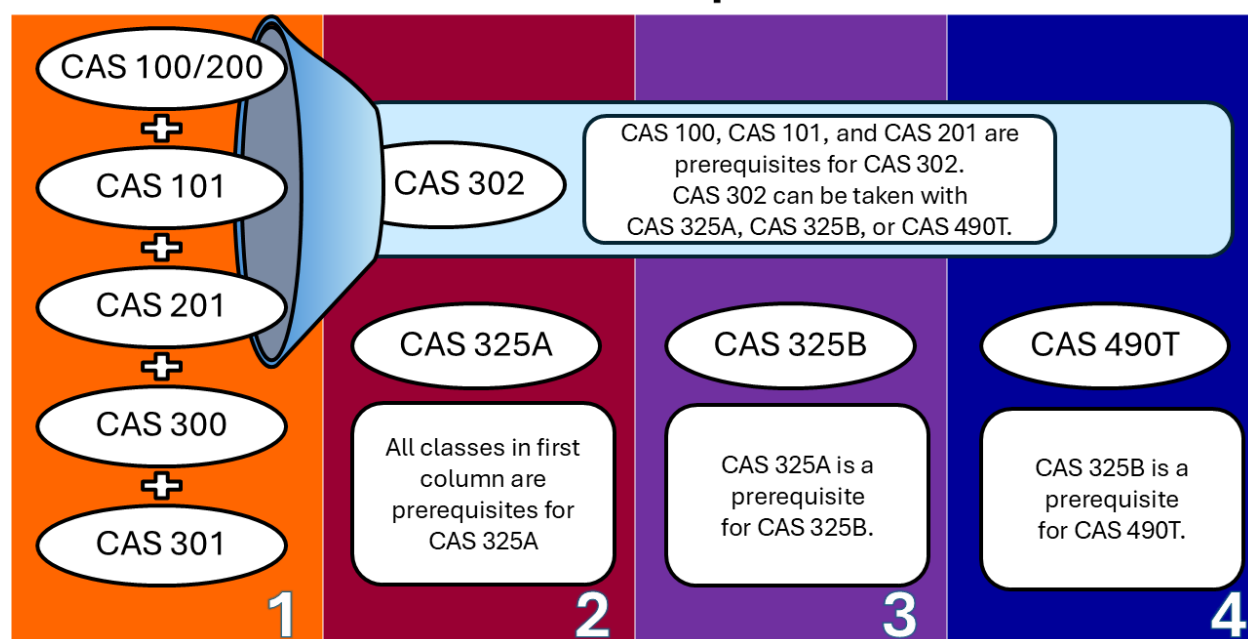 CAS 100/200
CAS 101
CAS 201
CAS 300
CAS 301
1
CAS 302
CAS 100, CAS 101, and CAS 201 are
prerequisites for CAS 302.
CAS 302 can be taken with
CAS 325A, CAS 325B, or CAS 490T.
CAS 325A
All classes in first
column are
prerequisites for
CAS 325A
2
CAS 325B
CAS 325A is a
prerequisite
for CAS 325B.
3
CAS 490T
CAS 325B is a
prerequisite
for CAS 490T.
4